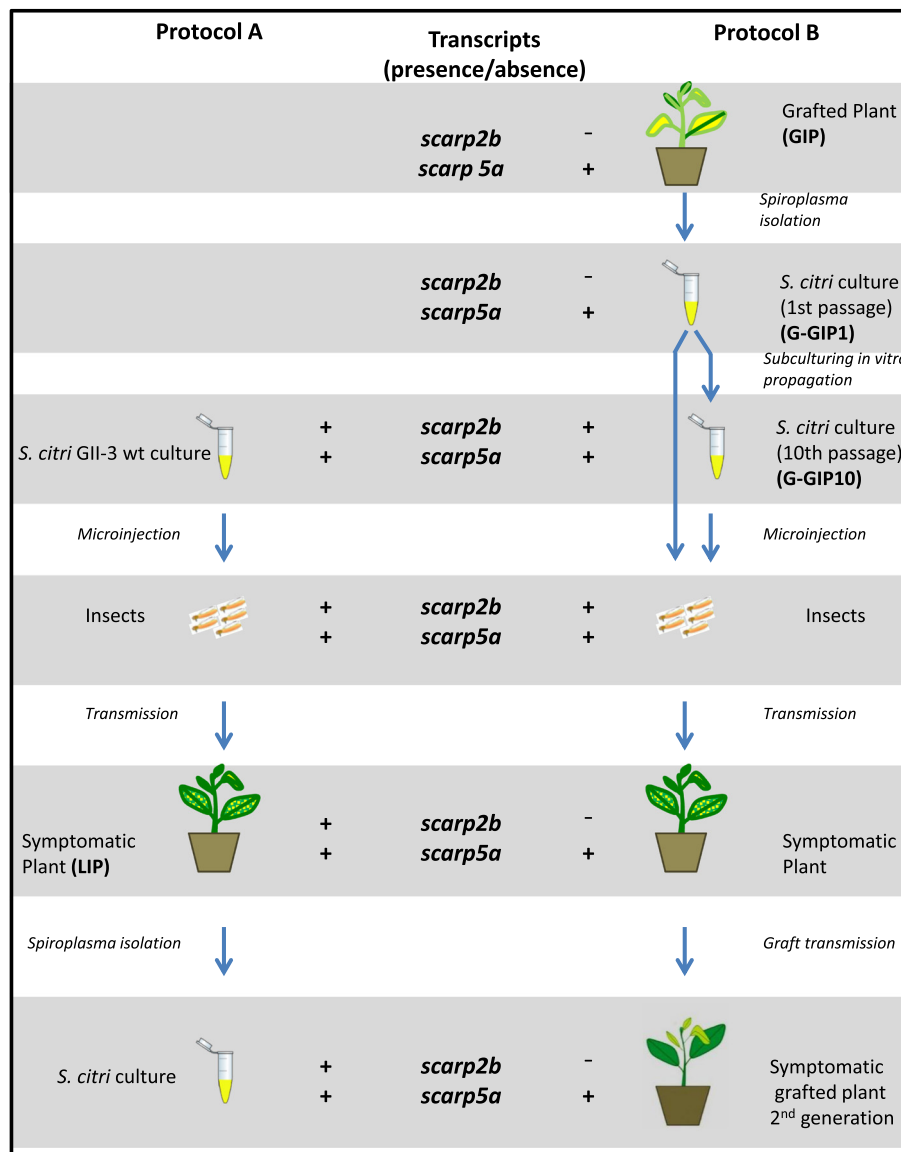 Protocol A
Transcripts
(presence/absence)
Protocol B
scarp2b -
scarp 5a +
Grafted Plant
(GIP)
Spiroplasma
isolation
scarp2b -
scarp5a +
S. citri culture
(1st passage)
(G-GIP1)
Subculturing in vitro
propagation
S. citri GII-3 wt culture
+ scarp2b +
+ scarp5a +
S. citri culture
(10th passage)
(G-GIP10)
Microinjection
Microinjection
Insects
+ scarp2b +
+ scarp5a +
Insects
Transmission
Transmission
Symptomatic
Plant (LIP)
+ scarp2b -
+ scarp5a +
Symptomatic
Plant
Spiroplasma isolation
Graft transmission
S. citri culture
+ scarp2b -
+ scarp5a +
Symptomatic
grafted plant
2nd generation